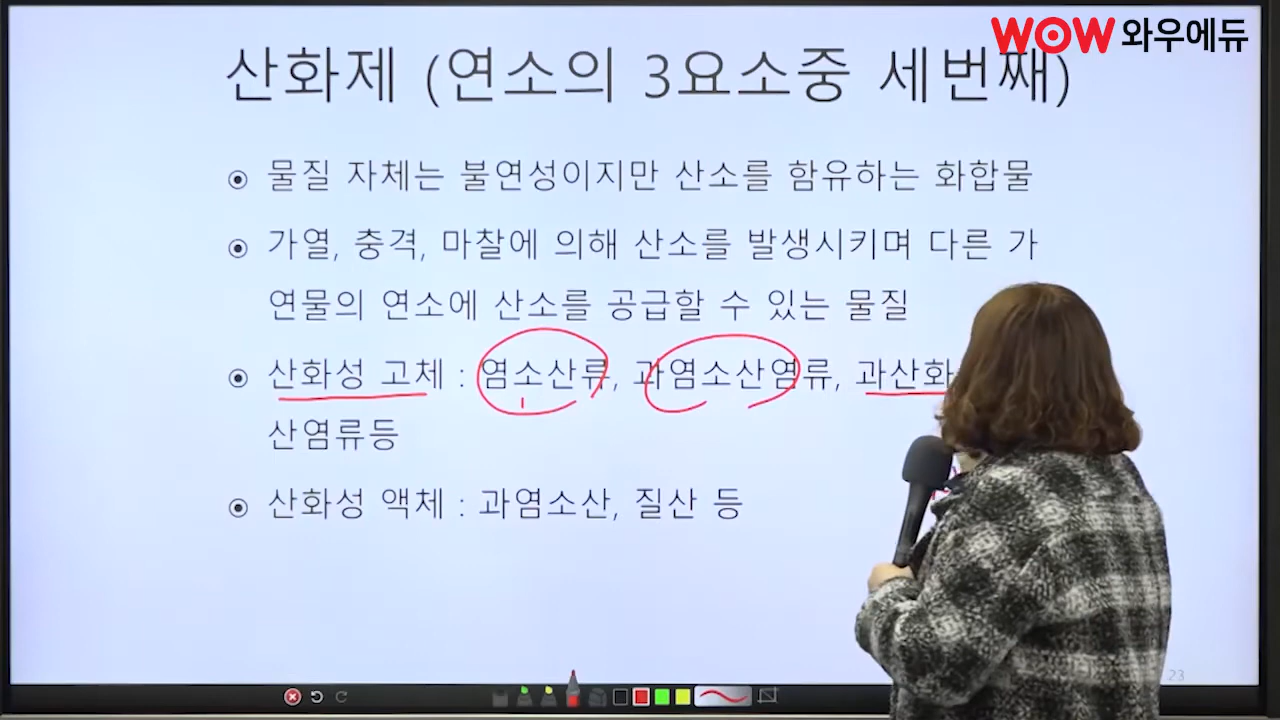 WOW 와우에듀
산화제 (연소의 3요소중 세번째)
물질 자체는 불연성이지만 산소를 함유하는 화합물
가열, 충격, 마찰에 의해 산소를 발생시키며 다른 가
연물의 연소에 산소를 공급할 수 있는 물질
산화성 고체 : 염소산류, 과염소산염류, 과산화
산염류등
산화성 액체 : 과염소산, 질산 등
23